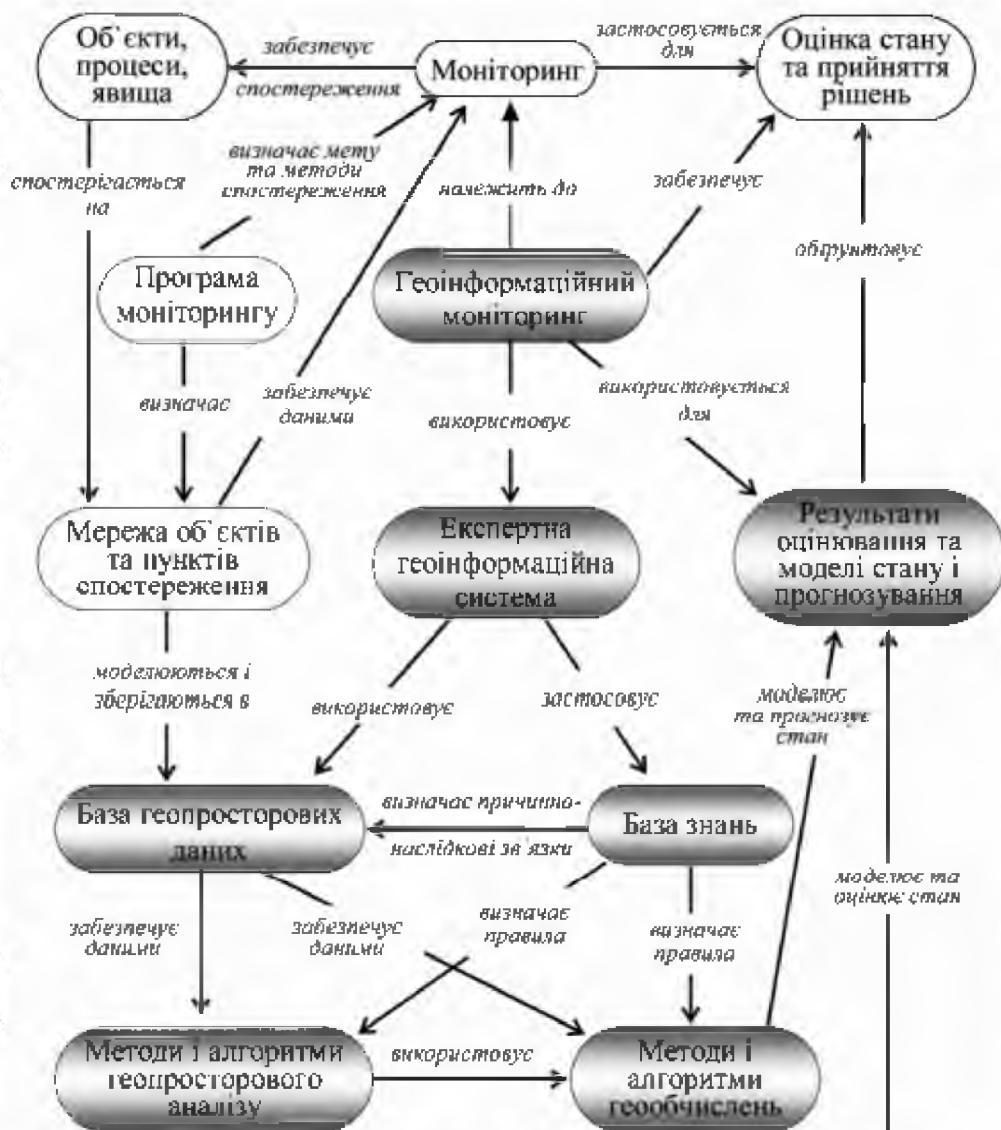 Об`єкти,
процеси,
явища
забезпечує
спостереження
Моніторинг
застосовується
для
Оцінка стану
та прийняття
рішень
спостерігається
на
визначає мету
та методи
спостереження
належить до
забезпечує
обґрунтовує
Програма
моніторингу
Геоінформаційний
моніторинг
визначає
забезпечує
даними
використовує
використовується
для
Мережа об`єктів
та пунктів
спостереження
Експертна
геоінформаційна
система
Результати
оцінювання та
моделі стану і
прогнозування
моделюються і
зберігаються в
використовує
застосовує
моделює
та прогнозує
стан
База геопросторових
даних
визначає причинно-
наслідкові зв`язки
База знань
моделює та
оцінює стан
забезпечує
даними
забезпечує
даними
визначає
правила
визначає
правила
Методи і алгоритми
геопросторового
аналізу
використовує
Методи і
алгоритми
геообчислень